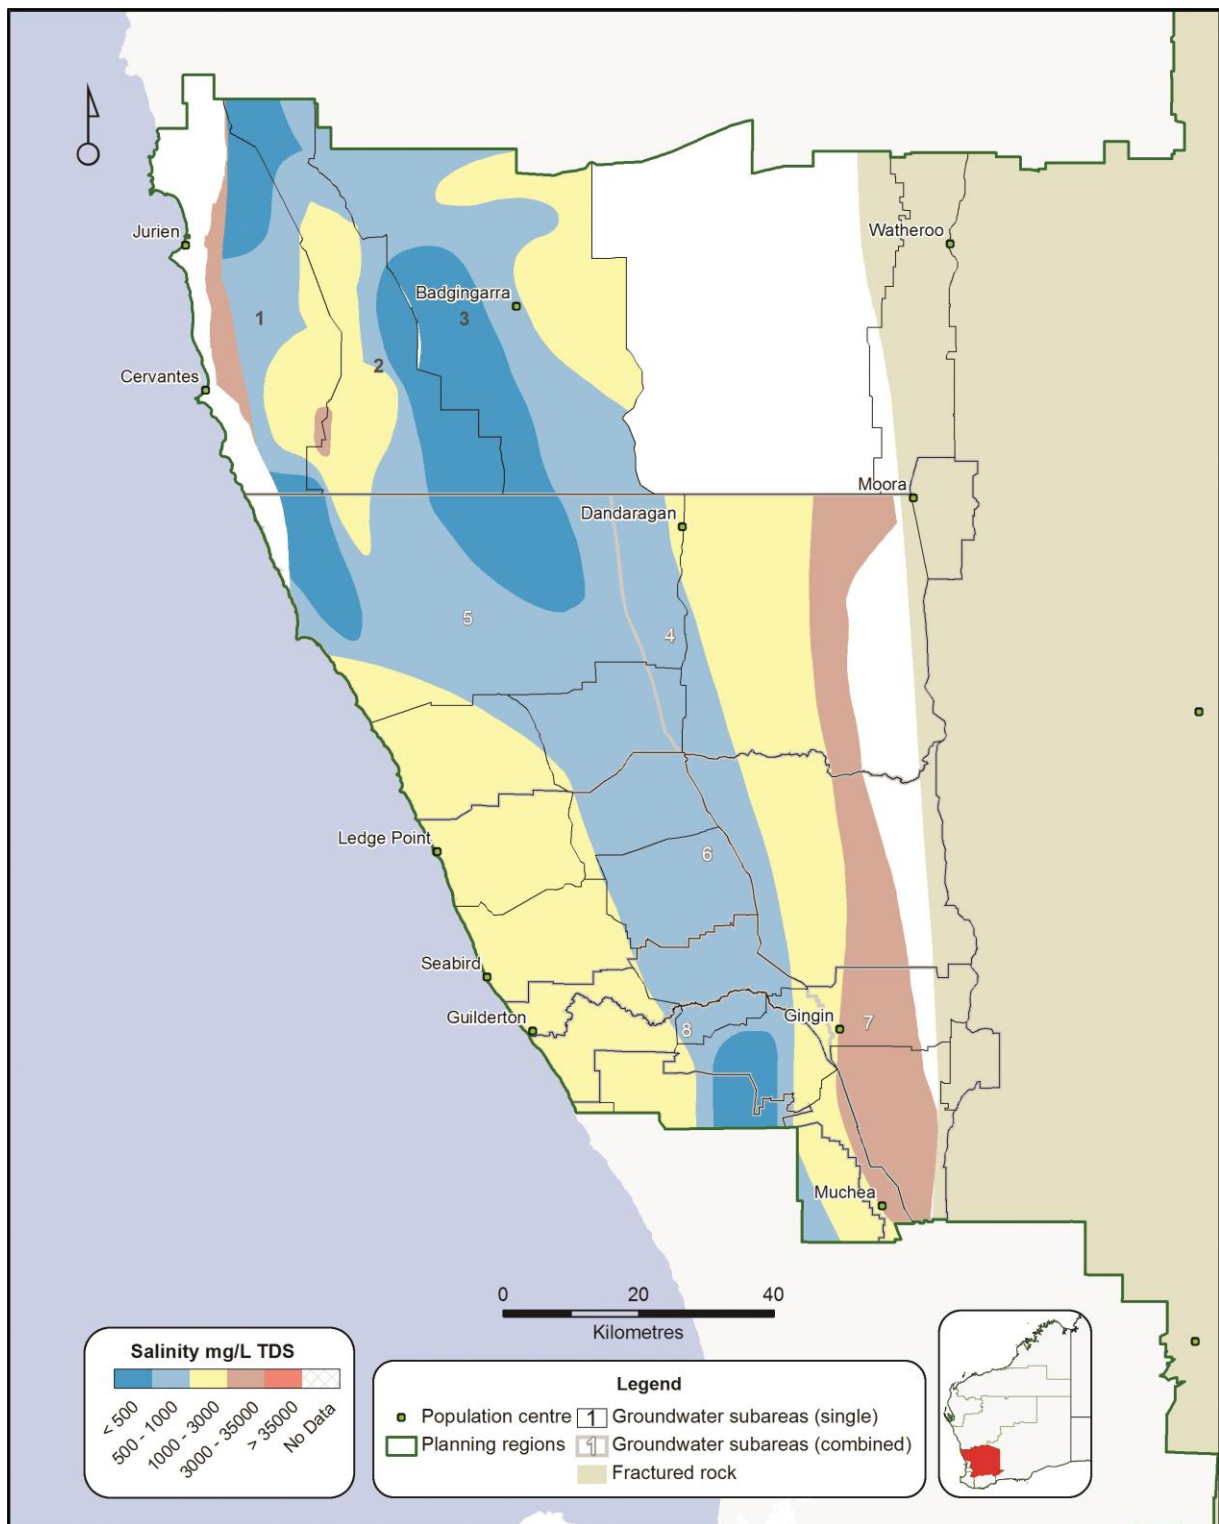 Jurien
Watheroo
Badgingarra
1
3
2
Cervantes
Moora
Dandaragan
5
4
Ledge Point
6
Seabird
Guilderton
8
Gingin
7
Muchea
0 20 40
Kilometres
Salinity mg/L TDS
< 500
500 - 1000
1000 - 3000
3000 - 35000
> 35000
No Data
Legend
Population centre
1 Groundwater subareas (single)
Planning regions
1 Groundwater subareas (combined)
Fractured rock